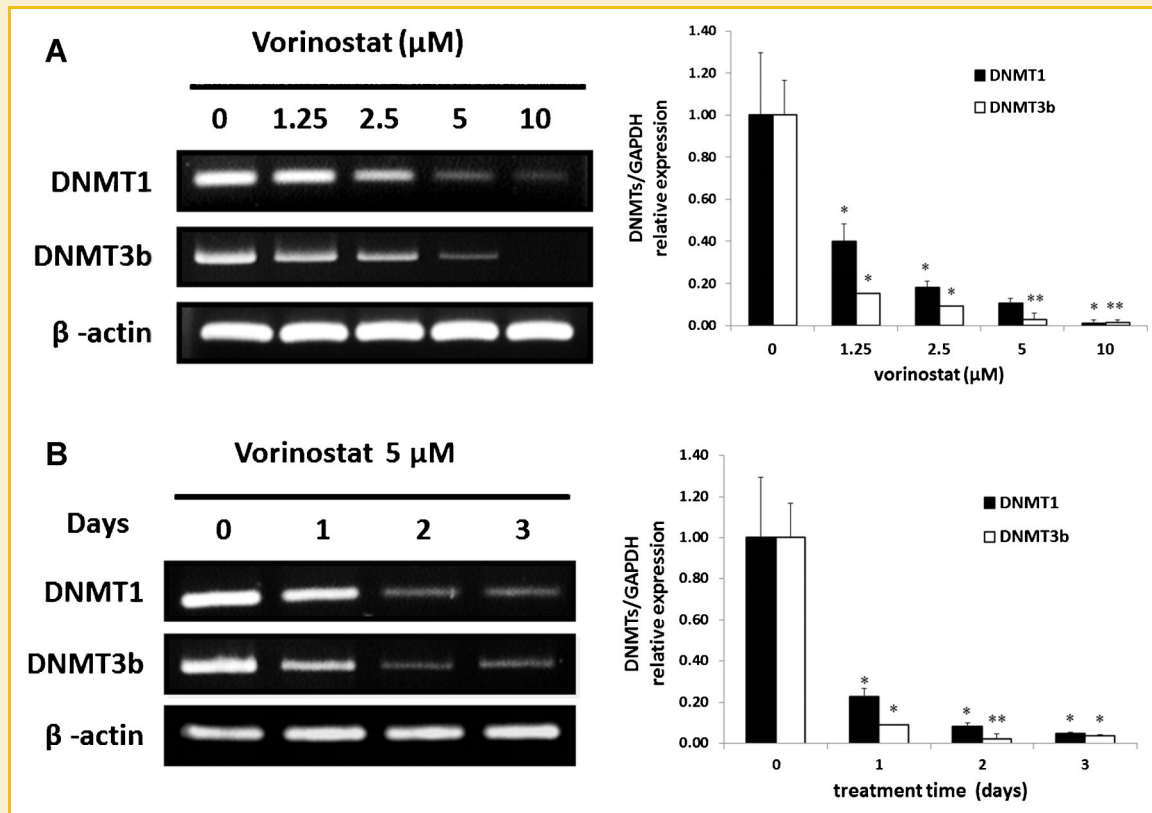 A
Vorinostat (μM)
0 1.25 2.5 5 10
DNMT1
DNMT3b
β -actin
1.40
1.20
1.00
0.80
0.60
0.40
0.20
0.00
DNMTs/GAPDH
relative expression
DNMT1
DNMT3b
* * * * ** * **
0 1.25 2.5 5 10
vorinostat (μM)
B
Vorinostat 5 μM
Days 0 1 2 3
DNMT1
DNMT3b
β -actin
1.40
1.20
1.00
0.80
0.60
0.40
0.20
0.00
DNMTs/GAPDH
relative expression
DNMT1
DNMT3b
* * * ** * *
0 1 2 3
treatment time (days)